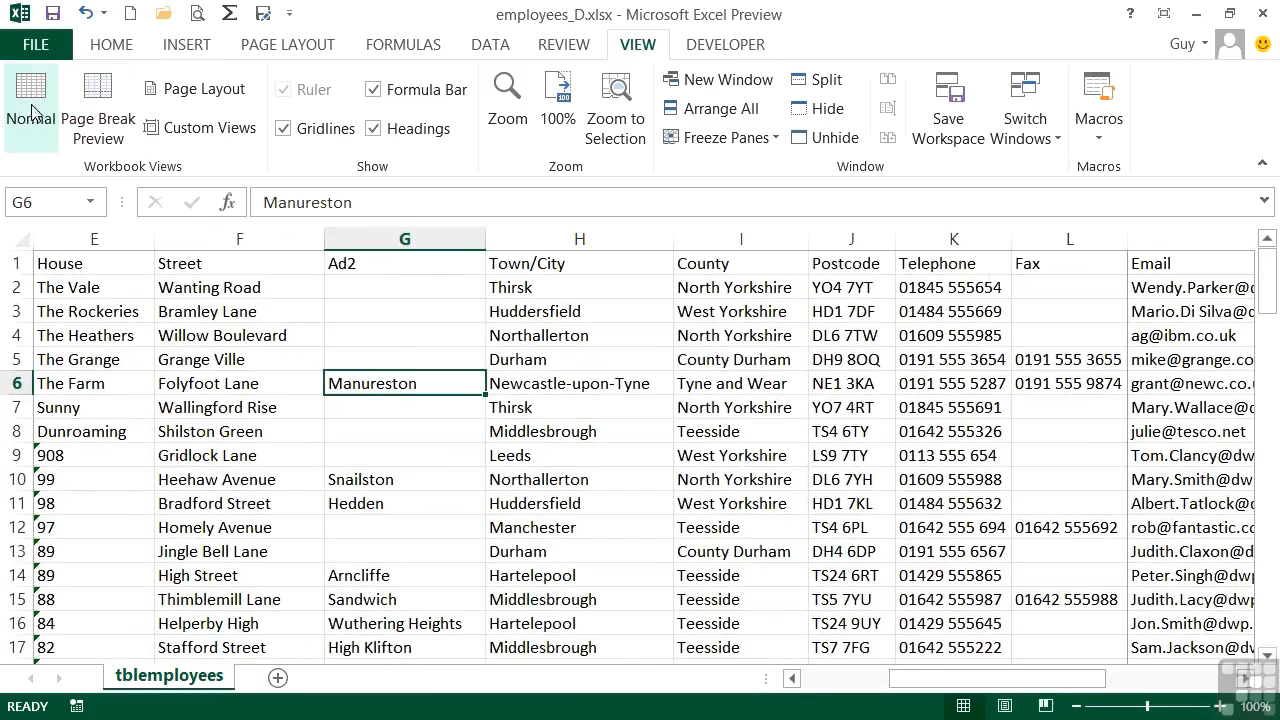 employees_D.xlsx - Microsoft Excel Preview
FILE HOME INSERT PAGE LAYOUT FORMULAS DATA REVIEW VIEW DEVELOPER Guy
Normal
Page Break Preview
Page Layout
Custom Views
Workbook Views
Ruler
Formula Bar
Gridlines
Headings
Show
Zoom
100
100%
Zoom to Selection
Zoom
New Window
Arrange All
Freeze Panes
Split
Hide
Unhide
Save Workspace
Switch Windows
Window
Macros
Macros
G6 fx Manureston
E F G H I J K L
1 House Street Ad2 Town/City County Postcode Telephone Fax Email
2 The Vale Wanting Road Thirsk North Yorkshire YO4 7YT 01845 555654 Wendy.Parker@d
3 The Rockeries Bramley Lane Huddersfield West Yorkshire HD1 7DF 01484 555669 Mario.Di Silva@d
4 The Heathers Willow Boulevard Northallerton North Yorkshire DL6 7TW 01609 555985 ag@ibm.co.uk
5 The Grange Grange Ville Durham County Durham DH9 8OQ 0191 555 3654 0191 555 3655 mike@grange.co
6 The Farm Folyfoot Lane Manureston Newcastle-upon-Tyne Tyne and Wear NE1 3KA 0191 555 5287 0191 555 9874 grant@newc.co.u
7 Sunny Wallingford Rise Thirsk North Yorkshire YO7 4RT 01845 555691 Mary.Wallace@d
8 Dunroaming Shilston Green Middlesbrough Teesside TS4 6TY 01642 555326 julie@tesco.net
9 908 Gridlock Lane Leeds West Yorkshire LS9 7TY 0113 555 654 Tom.Clancy@dw
10 99 Heehaw Avenue Snailston Northallerton North Yorkshire DL6 7YH 01609 555988 Mary.Smith@dw
11 98 Bradford Street Hedden Huddersfield West Yorkshire HD1 7KL 01484 555632 Albert.Tatlock@d
12 97 Homely Avenue Manchester Teesside TS4 6PL 01642 555 694 01642 555692 rob@fantastic.co
13 89 Jingle Bell Lane Durham County Durham DH4 6DP 0191 555 6567 Judith.Claxon@d
14 89 High Street Arncliffe Hartelepool Teesside TS24 6RT 01429 555865 Peter.Singh@dwp
15 88 Thimblemill Lane Sandwich Middlesbrough Teesside TS5 7YU 01642 555987 01642 555988 Judith.Lacy@dwp
16 84 Helperby High Wuthering Heights Hartelepool Teesside TS24 9UY 01429 555645 Jon.Smith@dwp.
17 82 Stafford Street High Klifton Middlesbrough Teesside TS7 7FG 01642 555222 Sam.Jackson@
tblemployees
READY 100%